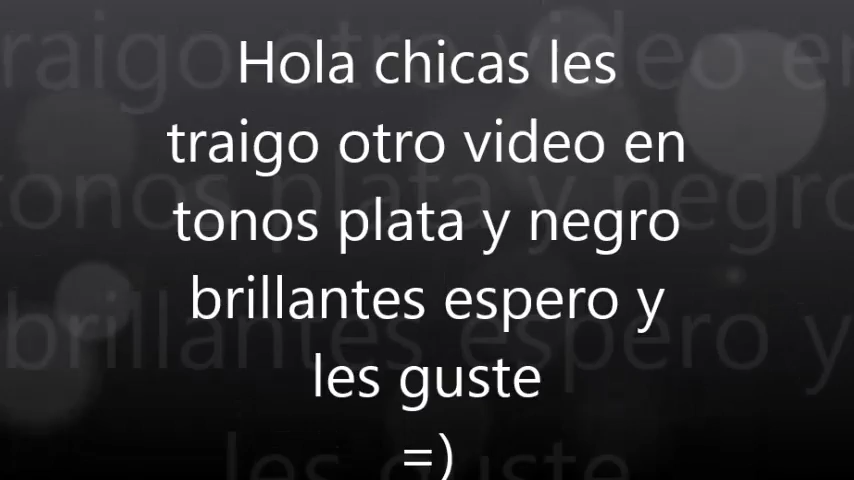 Hola chicas les
traigo otro video en
tonos plata y negro
brillantes espero y
les guste
=)